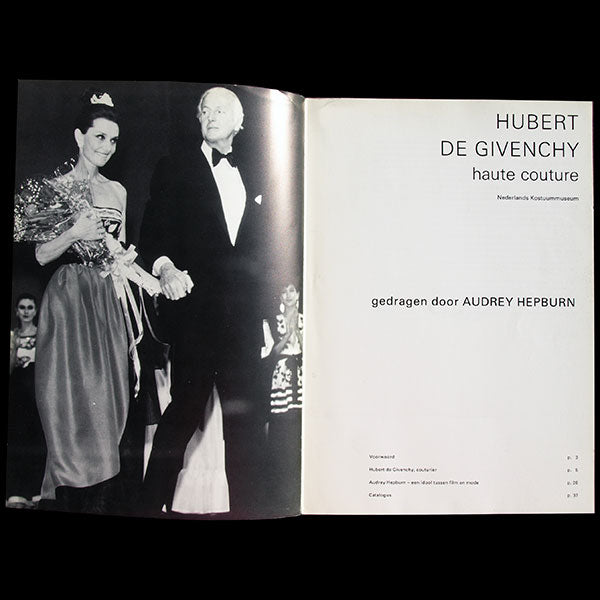 HUBERT
DE GIVENCHY
haute couture
Nederlands Kostuummuseum
gedragen door AUDREY HEPBURN
Voorwoord p. 3
Hubert de Givenchy, couturier p. 5
Audrey Hepburn – een idool tussen film en mode p. 26
Catalogus p. 37